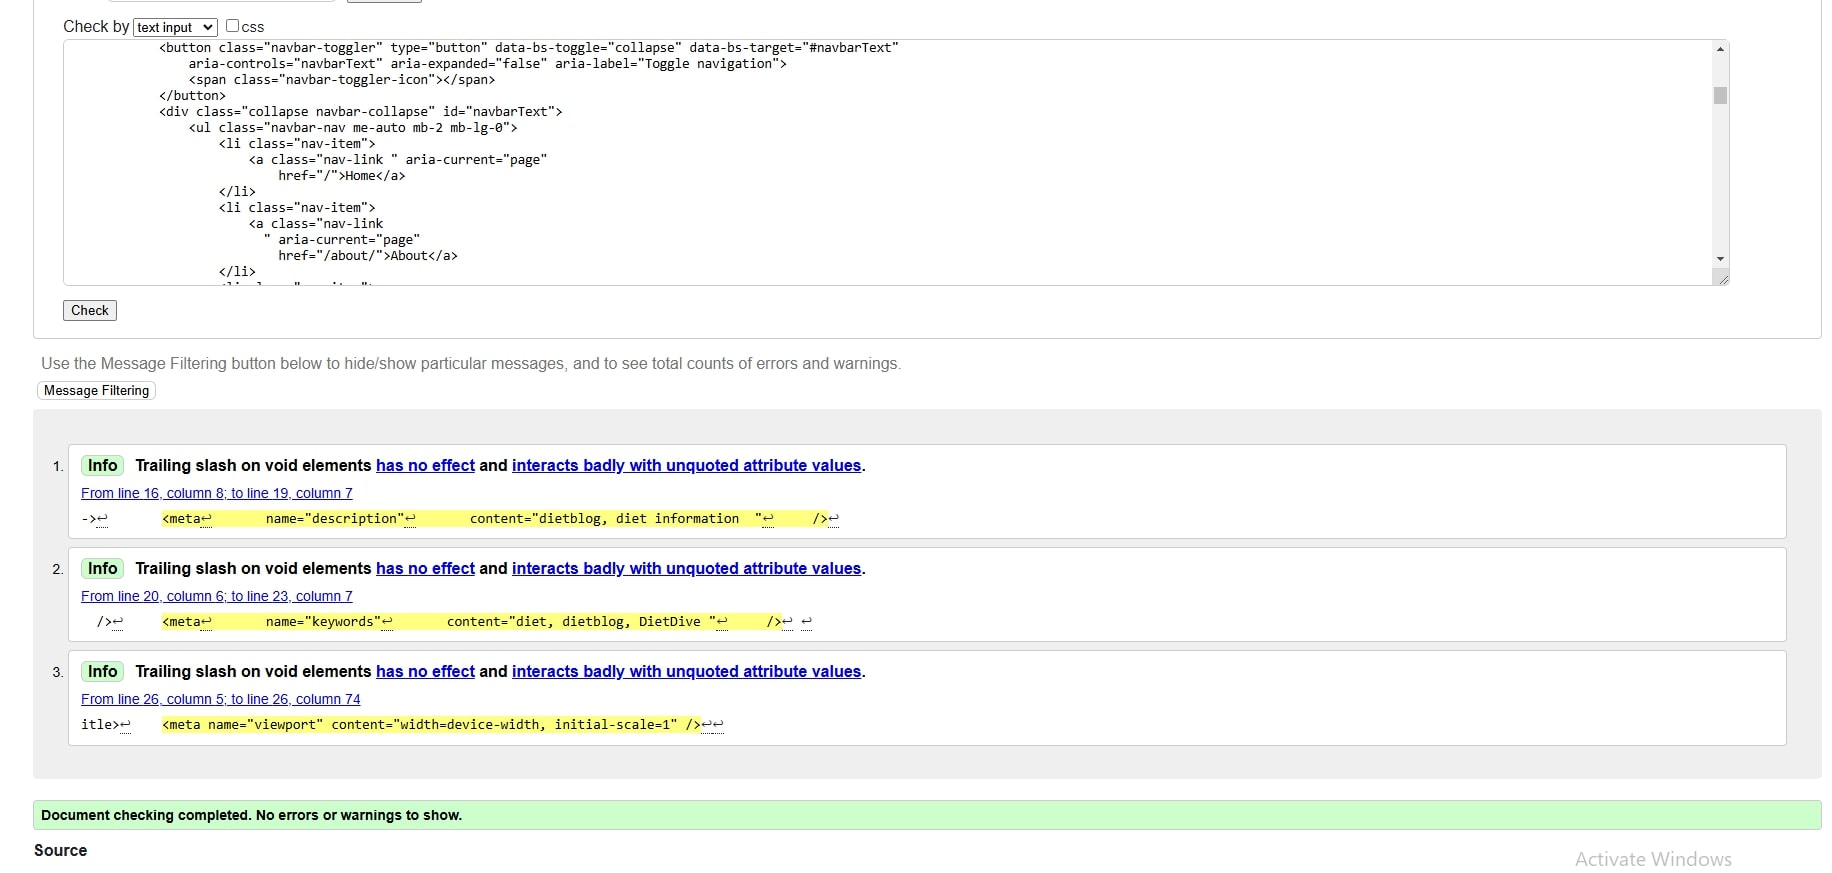 Check by text input css
<button class="navbar-toggler" type="button" data-bs-toggle="collapse" data-bs-target="#navbarText"
aria-controls="navbarText" aria-expanded="false" aria-label="Toggle navigation">
<span class="navbar-toggler-icon"></span>
</button>
<div class="collapse navbar-collapse" id="navbarText">
<ul class="navbar-nav me-auto mb-2 mb-lg-0">
<li class="nav-item">
<a class="nav-link " aria-current="page"
href="/">Home</a>
</li>
<li class="nav-item">
<a class="nav-link
" aria-current="page"
href="/about/">About</a>
</li>
Check
Use the Message Filtering button below to hide/show particular messages, and to see total counts of errors and warnings.
Message Filtering
1. Info Trailing slash on void elements has no effect and interacts badly with unquoted attribute values.
From line 16, column 8; to line 19, column 7
->↩ <meta↩ name="description"↩ content="dietblog, diet information "↩ />↩
2. Info Trailing slash on void elements has no effect and interacts badly with unquoted attribute values.
From line 20, column 6; to line 23, column 7
/>↩ <meta↩ name="keywords"↩ content="diet, dietblog, DietDive "↩ />↩ ↩
3. Info Trailing slash on void elements has no effect and interacts badly with unquoted attribute values.
From line 26, column 5; to line 26, column 74
itle>↩ <meta name="viewport" content="width=device-width, initial-scale=1" />↩↩
Document checking completed. No errors or warnings to show.
Source
Activate Windows